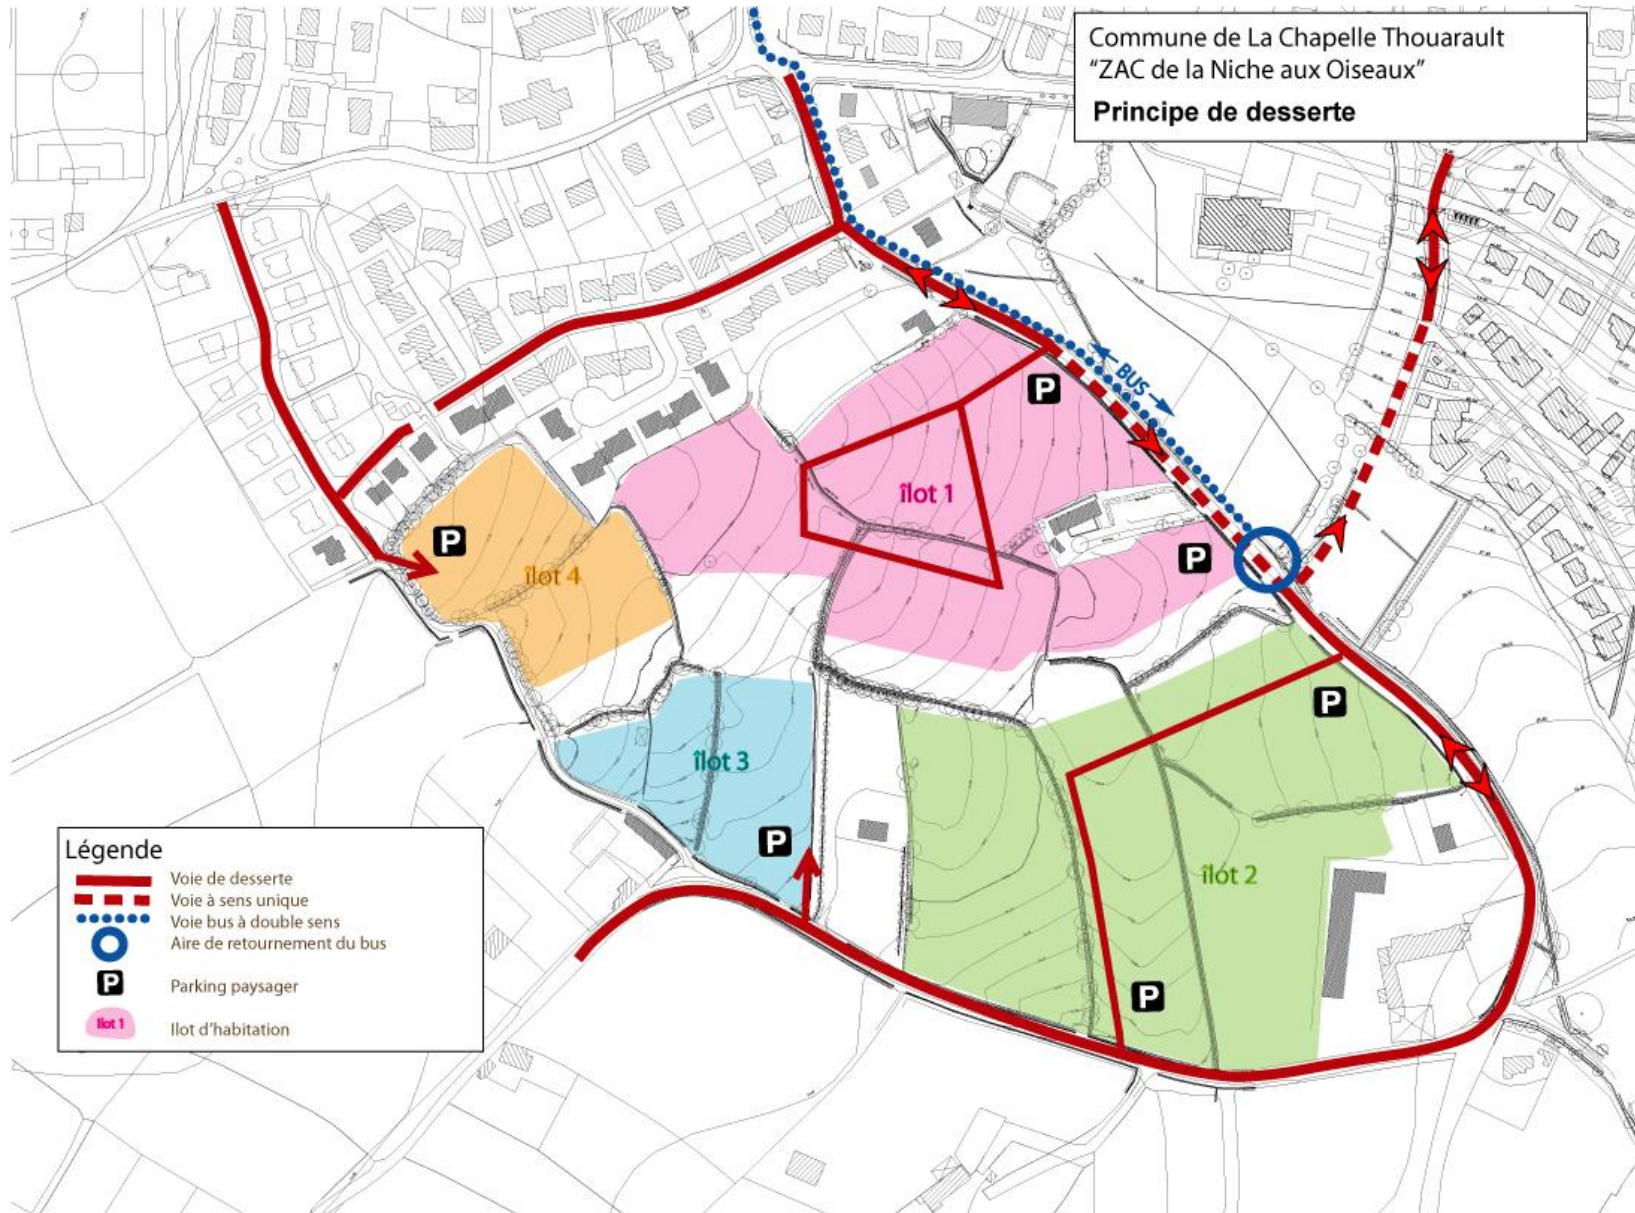 Commune de La Chapelle Thouarault
"ZAC de la Niche aux Oiseaux"
Principe de desserte
BUS
P
îlot 1
P
P
îlot 4
P
îlot 3
P
îlot 2
P
P
Légende
Voie de desserte
Voie à sens unique
Voie bus à double sens
Aire de retournement du bus
P
Parking paysager
îlot 1
Ilot d'habitation